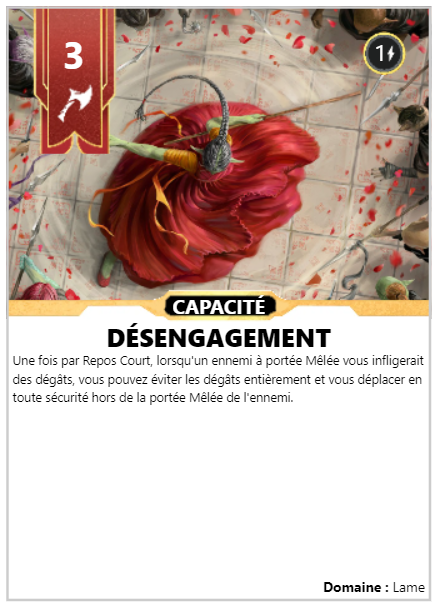 3
1
CAPACITÉ
DÉSENGAGEMENT
Une fois par Repos Court, lorsqu'un ennemi à portée Mêlée vous infligerait
des dégâts, vous pouvez éviter les dégâts entièrement et vous déplacer en
toute sécurité hors de la portée Mêlée de l'ennemi.
Domaine : Lame